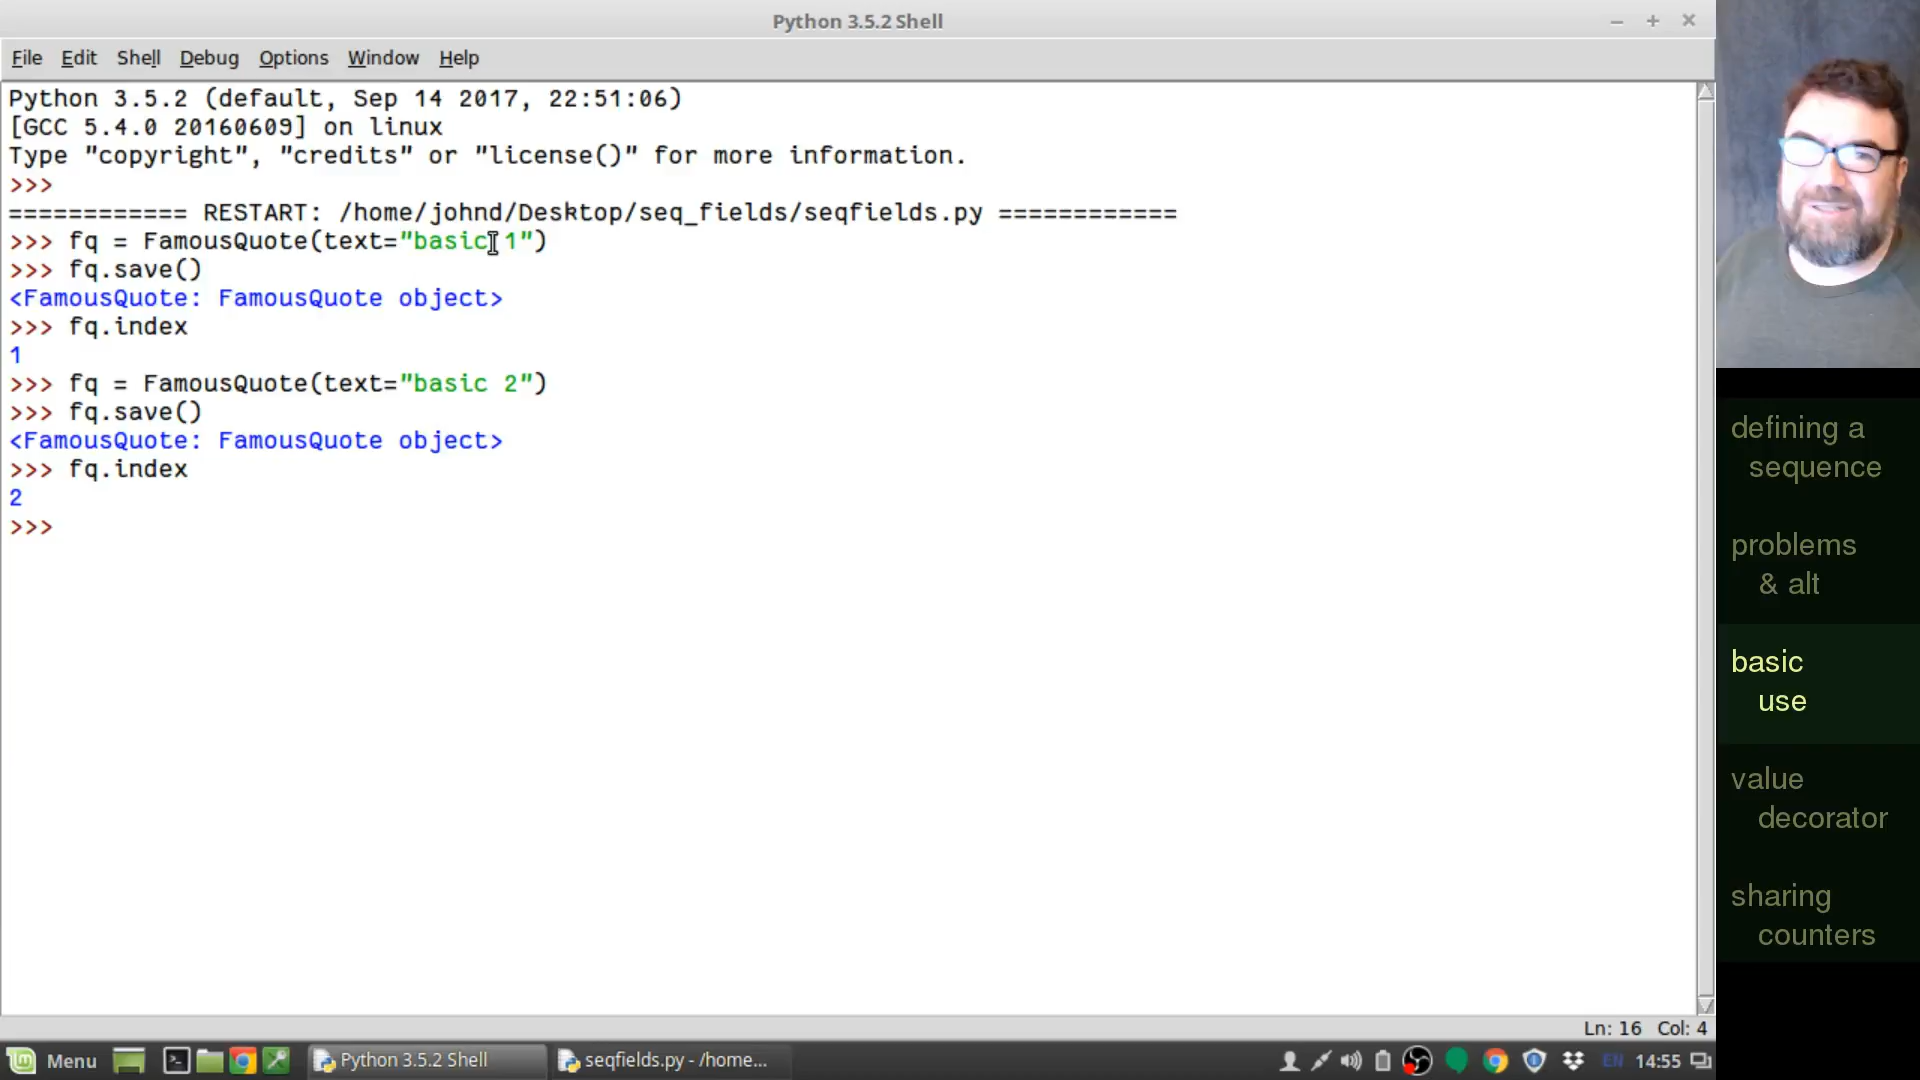 Python 3.5.2 Shell
File Edit Shell Debug Options Window Help
Python 3.5.2 (default, Sep 14 2017, 22:51:06)
[GCC 5.4.0 20160609] on linux
Type "copyright", "credits" or "license()" for more information.
>>>
============ RESTART: /home/johnd/Desktop/seq_fields/seqfields.py ============
>>> fq = FamousQuote(text="basic 1")
>>> fq.save()
<FamousQuote: FamousQuote object>
>>> fq.index
1
>>> fq = FamousQuote(text="basic 2")
>>> fq.save()
<FamousQuote: FamousQuote object>
>>> fq.index
2
>>>
Ln: 16 Col: 4
defining a
sequence
problems
& alt
basic
use
value
decorator
sharing
counters
Menu Python 3.5.2 Shell seqfields.py - /home... EN 14:55